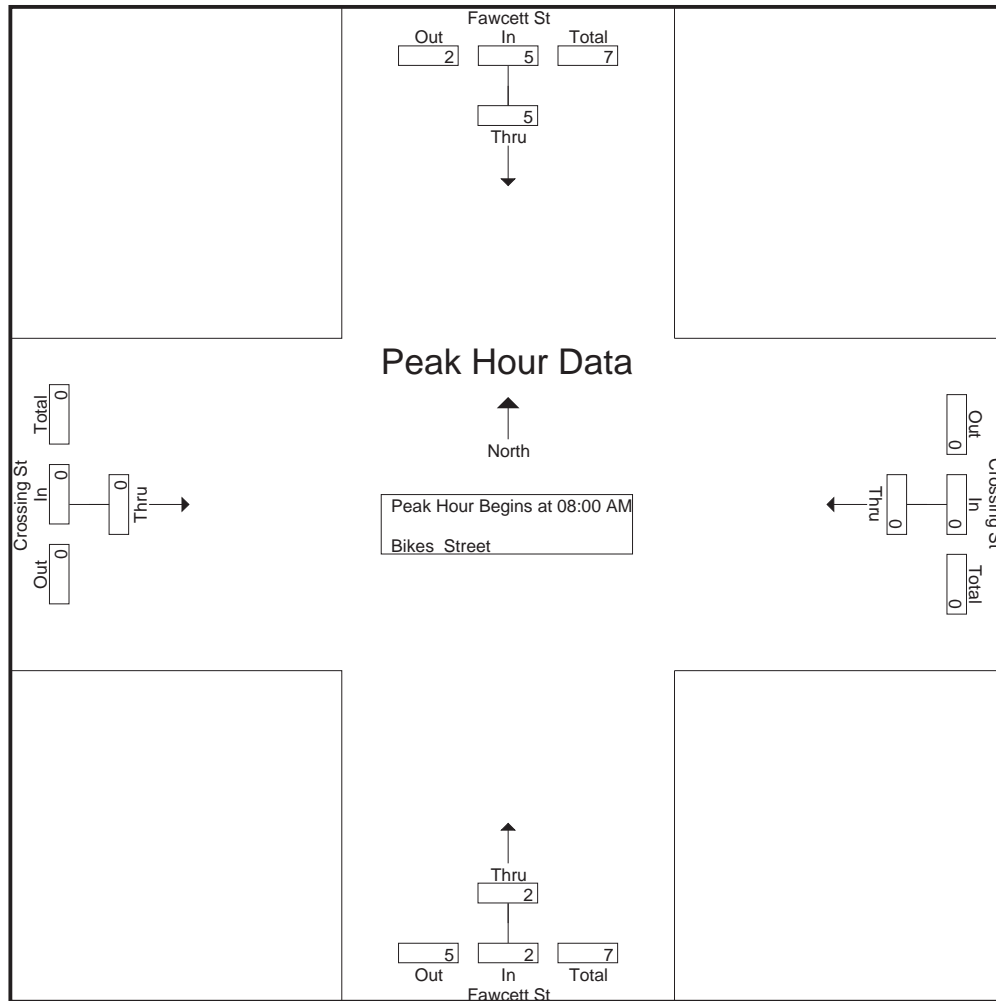 Fawcett St
Out In Total
2 5 7
5
Thru
Peak Hour Data
North
Peak Hour Begins at 08:00 AM
Bikes Street
Crossing St
Total
0
In
0
Out
0
0
Thru
Crossing St
Out
0
In
0
Total
0
0
Thru
Thru
2
5 2 7
Out In Total
Fawcett St